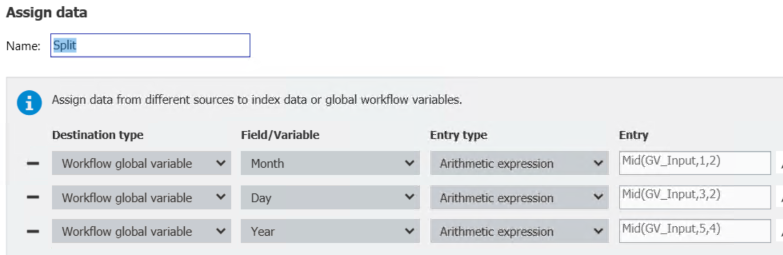 Assign data
Name: Split
Assign data from different sources to index data or global workflow variables.
Destination type Field/Variable Entry type Entry
Workflow global variable Month Arithmetic expression Mid(GV_Input,1,2)
Workflow global variable Day Arithmetic expression Mid(GV_Input,3,2)
Workflow global variable Year Arithmetic expression Mid(GV_Input,5,4)